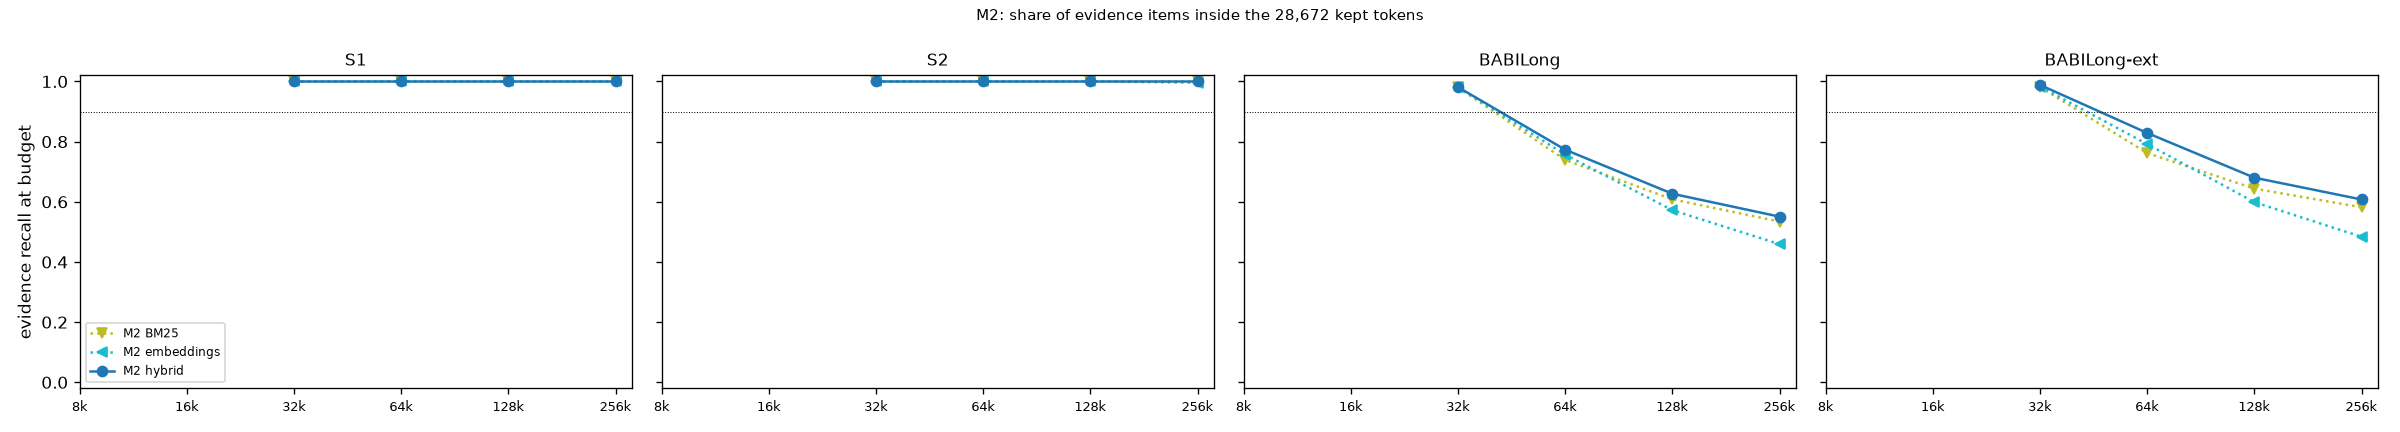 M2: share of evidence items inside the 28,672 kept tokens
S1
S2
BABILong
BABILong-ext
evidence recall at budget
1.0
0.8
0.6
0.4
0.2
0.0
M2 BM25
M2 embeddings
M2 hybrid
8k 16k 32k 64k 128k 256k
8k 16k 32k 64k 128k 256k
8k 16k 32k 64k 128k 256k
8k 16k 32k 64k 128k 256k